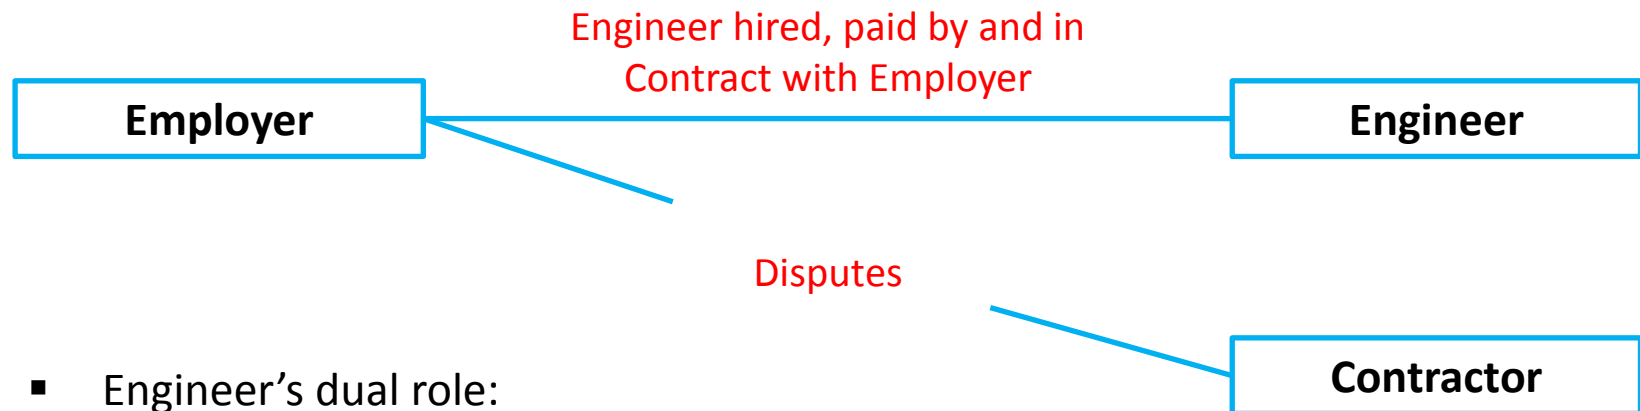 Engineer hired, paid by and in
Contract with Employer
Employer
Engineer
Disputes
Contractor
▪ Engineer’s dual role: